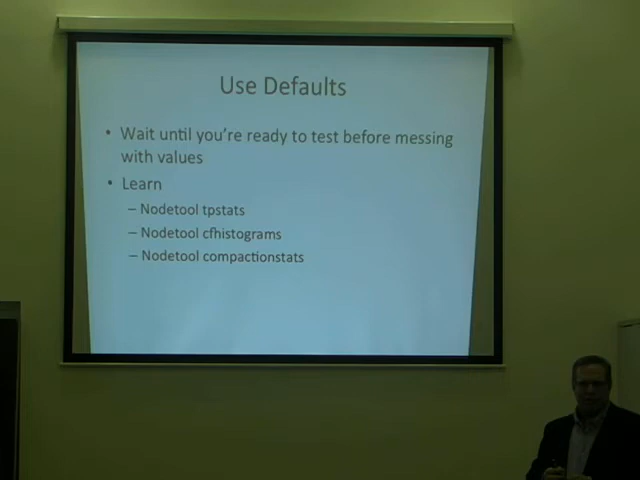 Use Defaults
• Wait until you're ready to test before messing
with values
• Learn
– Nodetool tpstats
– Nodetool cfhistograms
– Nodetool compactionstats